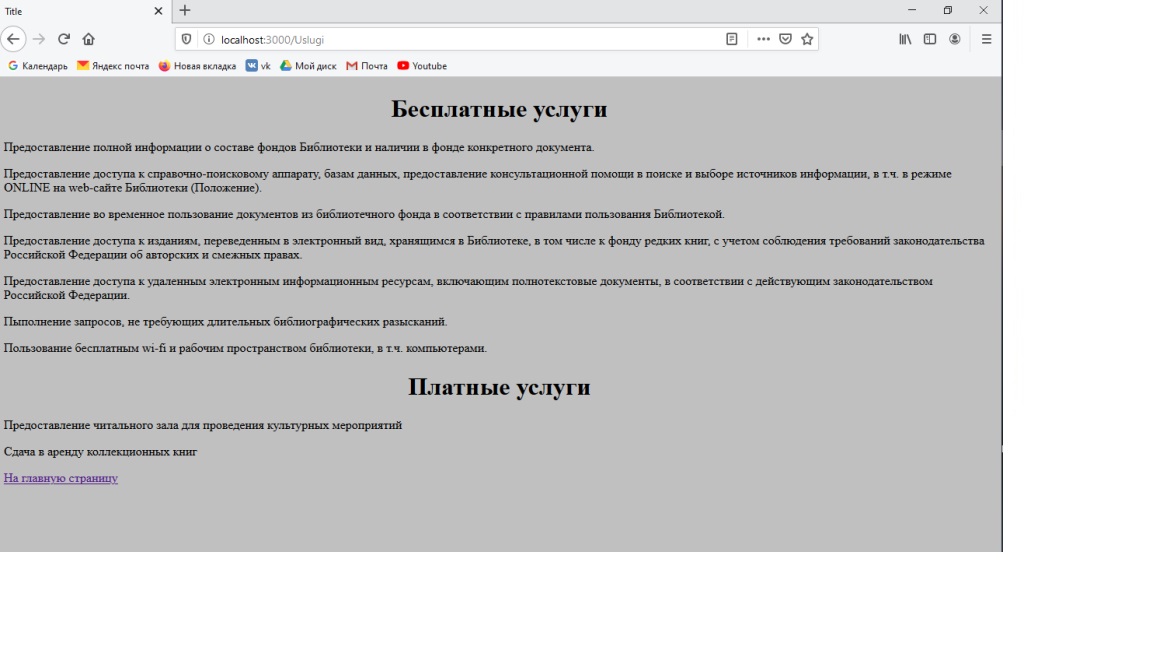 Title
localhost:3000/Uslugi
Календарь Яндекс почта Новая вкладка vk Мой диск Почта Youtube
Бесплатные услуги
Предоставление полной информации о составе фондов Библиотеки и наличии в фонде конкретного документа.
Предоставление доступа к справочно-поисковому аппарату, базам данных, предоставление консультационной помощи в поиске и выборе источников информации, в т.ч. в режиме
ONLINE на web-сайте Библиотеки (Положение).
Предоставление во временное пользование документов из библиотечного фонда в соответствии с правилами пользования Библиотекой.
Предоставление доступа к изданиям, переведенным в электронный вид, хранящимся в Библиотеке, в том числе к фонду редких книг, с учетом соблюдения требований законодательства
Российской Федерации об авторских и смежных правах.
Предоставление доступа к удаленным электронным информационным ресурсам, включающим полнотекстовые документы, в соответствии с действующим законодательством
Российской Федерации.
Пыполнение запросов, не требующих длительных библиографических разысканий.
Пользование бесплатным wi-fi и рабочим пространством библиотеки, в т.ч. компьютерами.
Платные услуги
Предоставление читального зала для проведения культурных мероприятий
Сдача в аренду коллекционных книг
На главную страницу